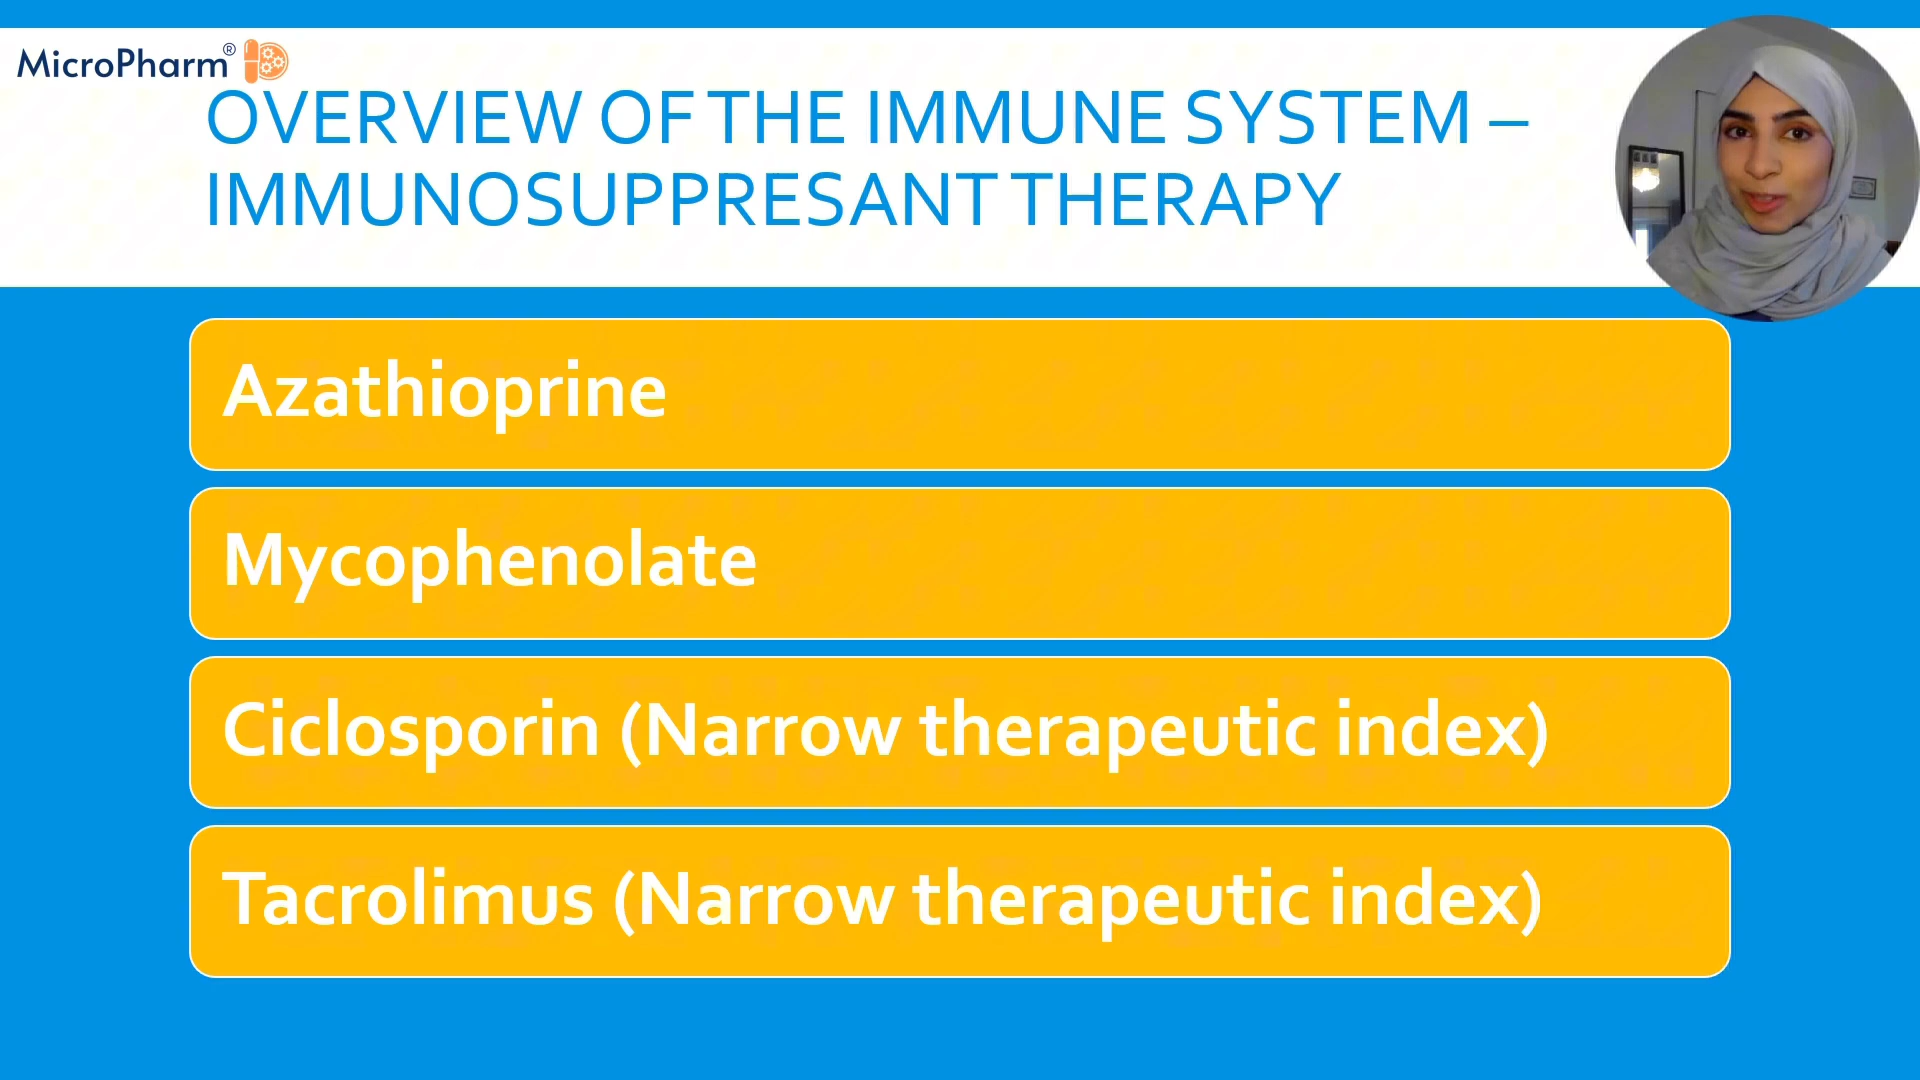 MicroPharm®
OVERVIEW OF THE IMMUNE SYSTEM –
IMMUNOSUPPRESANT THERAPY
Azathioprine
Mycophenolate
Ciclosporin (Narrow therapeutic index)
Tacrolimus (Narrow therapeutic index)